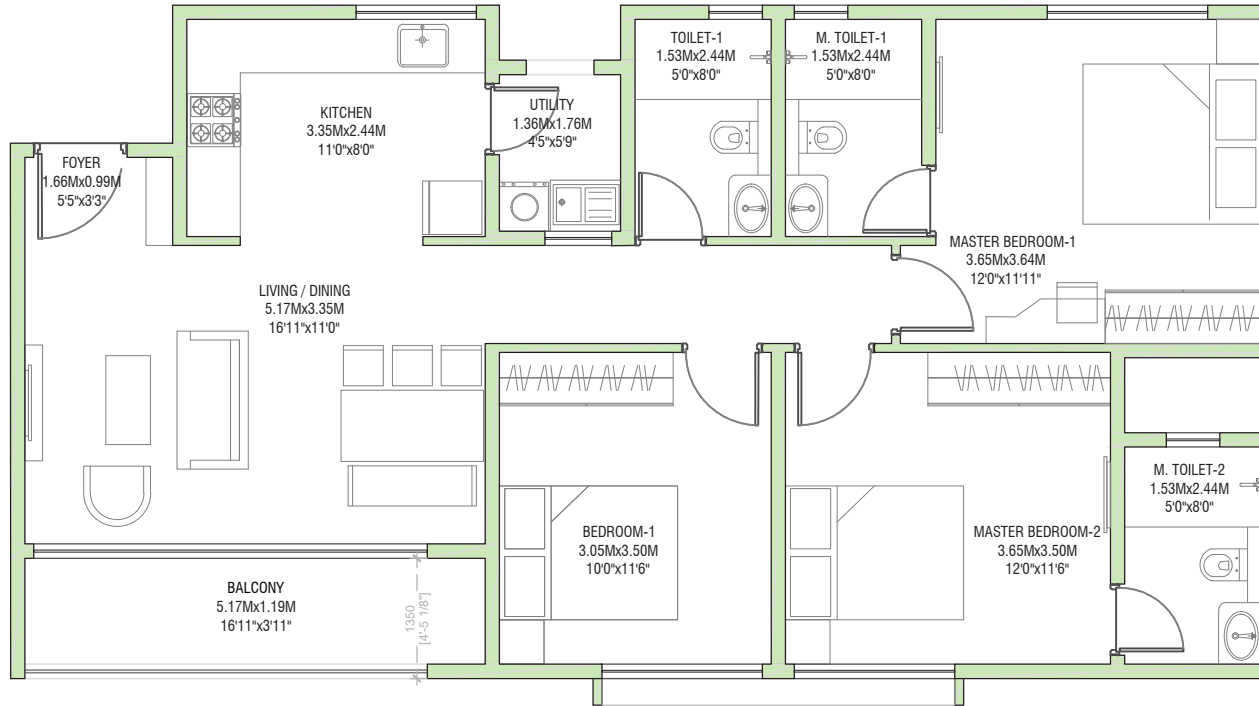 TOILET-1
1.53Mx2.44M
5'0"x8'0"
M. TOILET-1
1.53Mx2.44M
5'0"x8'0"
KITCHEN
3.35Mx2.44M
11'0"x8'0"
UTILITY
1.36Mx1.76M
4'5"x5'9"
FOYER
1.66Mx0.99M
5'5"x3'3"
MASTER BEDROOM-1
3.65Mx3.64M
12'0"x11'11"
LIVING / DINING
5.17Mx3.35M
16'11"x11'0"
M. TOILET-2
1.53Mx2.44M
5'0"x8'0"
BEDROOM-1
3.05Mx3.50M
10'0"x11'6"
MASTER BEDROOM-2
3.65Mx3.50M
12'0"x11'6"
BALCONY
5.17Mx1.19M
16'11"x3'11"
1350
[4'-5 1/8"]